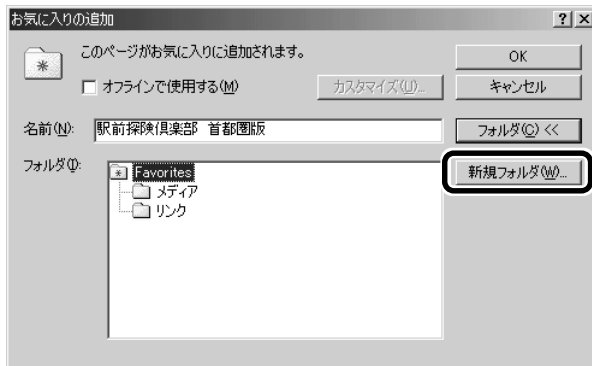 お気に入りの追加
このページがお気に入りに追加されます。
OK
オフラインで使用する(M)
カスタマイズ(U)...
キャンセル
名前(N):
駅前探険倶楽部 首都圏版
フォルダ(C) <<
フォルダ(I):
Favorites
メディア
リンク
新規フォルダ(W)...